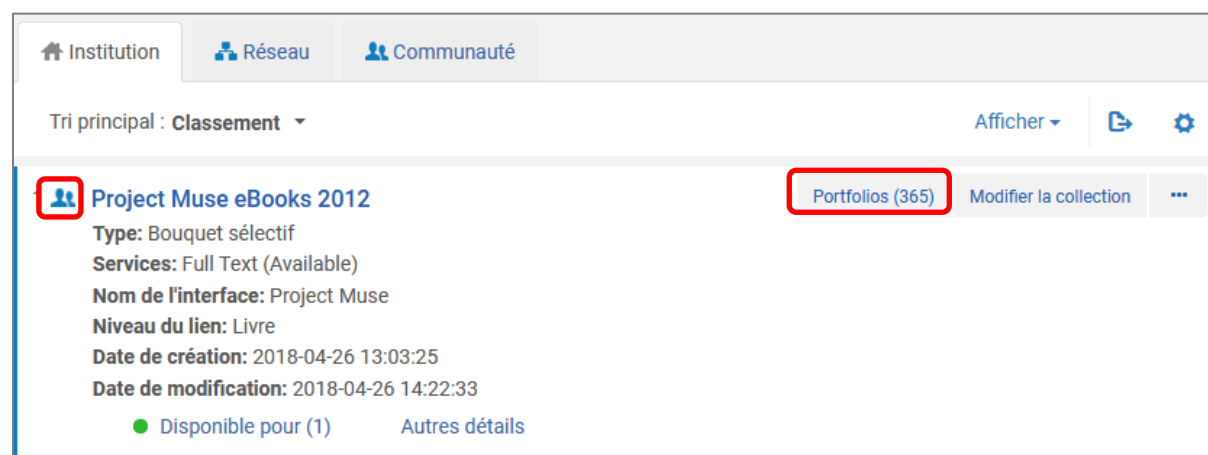 Institution Réseau Communauté
Tri principal : Classement Afficher
Project Muse eBooks 2012 Portfolios (365) Modifier la collection
Type: Bouquet sélectif
Services: Full Text (Available)
Nom de l'interface: Project Muse
Niveau du lien: Livre
Date de création: 2018-04-26 13:03:25
Date de modification: 2018-04-26 14:22:33
Disponible pour (1) Autres détails